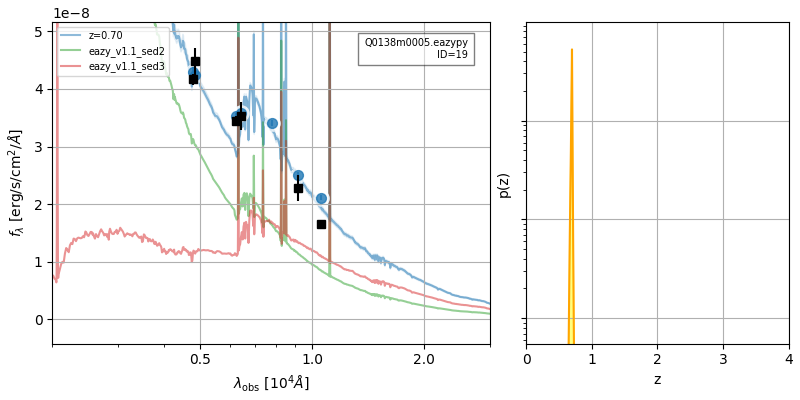 1e−8
z=0.70
eazy_v1.1_sed2
eazy_v1.1_sed3
Q0138m0005.eazypy
ID=19
5
4
3
2
1
0
f_λ [erg/s/cm²/Å]
0.5
1.0
2.0
λ_obs [10⁴Å]
p(z)
0
1
2
3
4
z